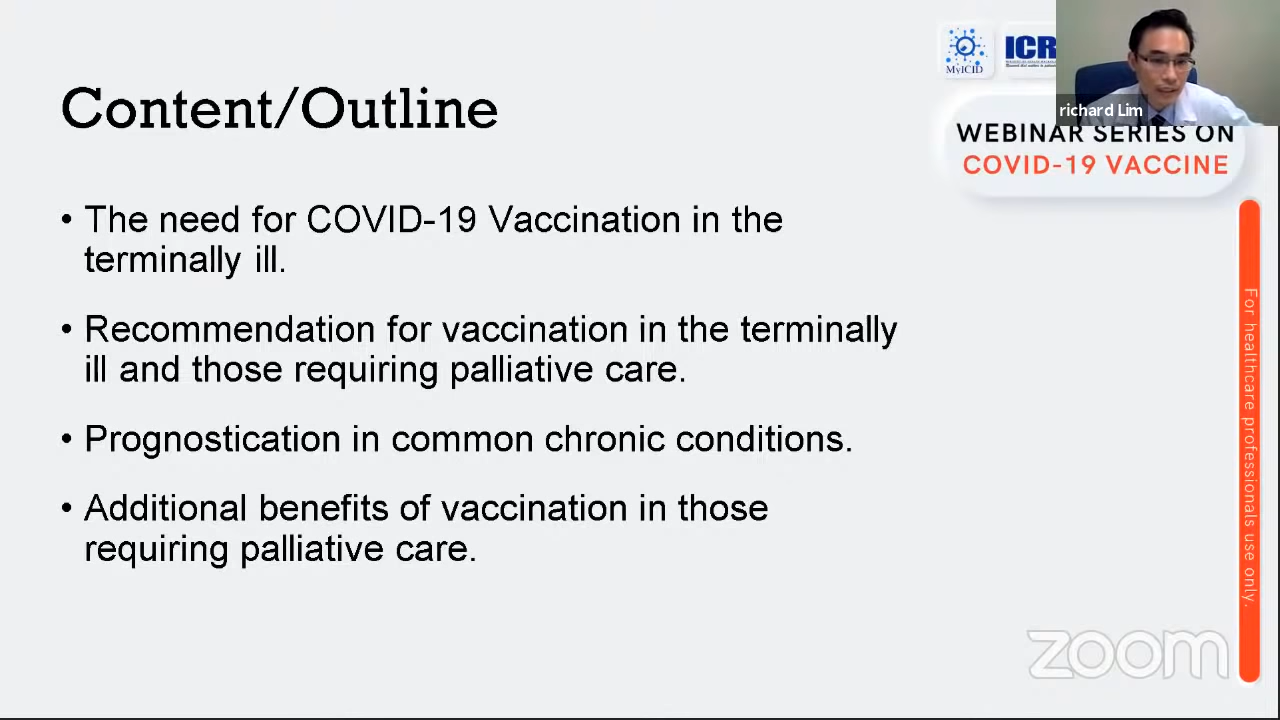 MyICID
ICR
richard Lim
Content/Outline
WEBINAR SERIES ON
COVID-19 VACCINE
• The need for COVID-19 Vaccination in the
terminally ill.
• Recommendation for vaccination in the terminally
ill and those requiring palliative care.
• Prognostication in common chronic conditions.
• Additional benefits of vaccination in those
requiring palliative care.
For healthcare professionals use only.
zoom